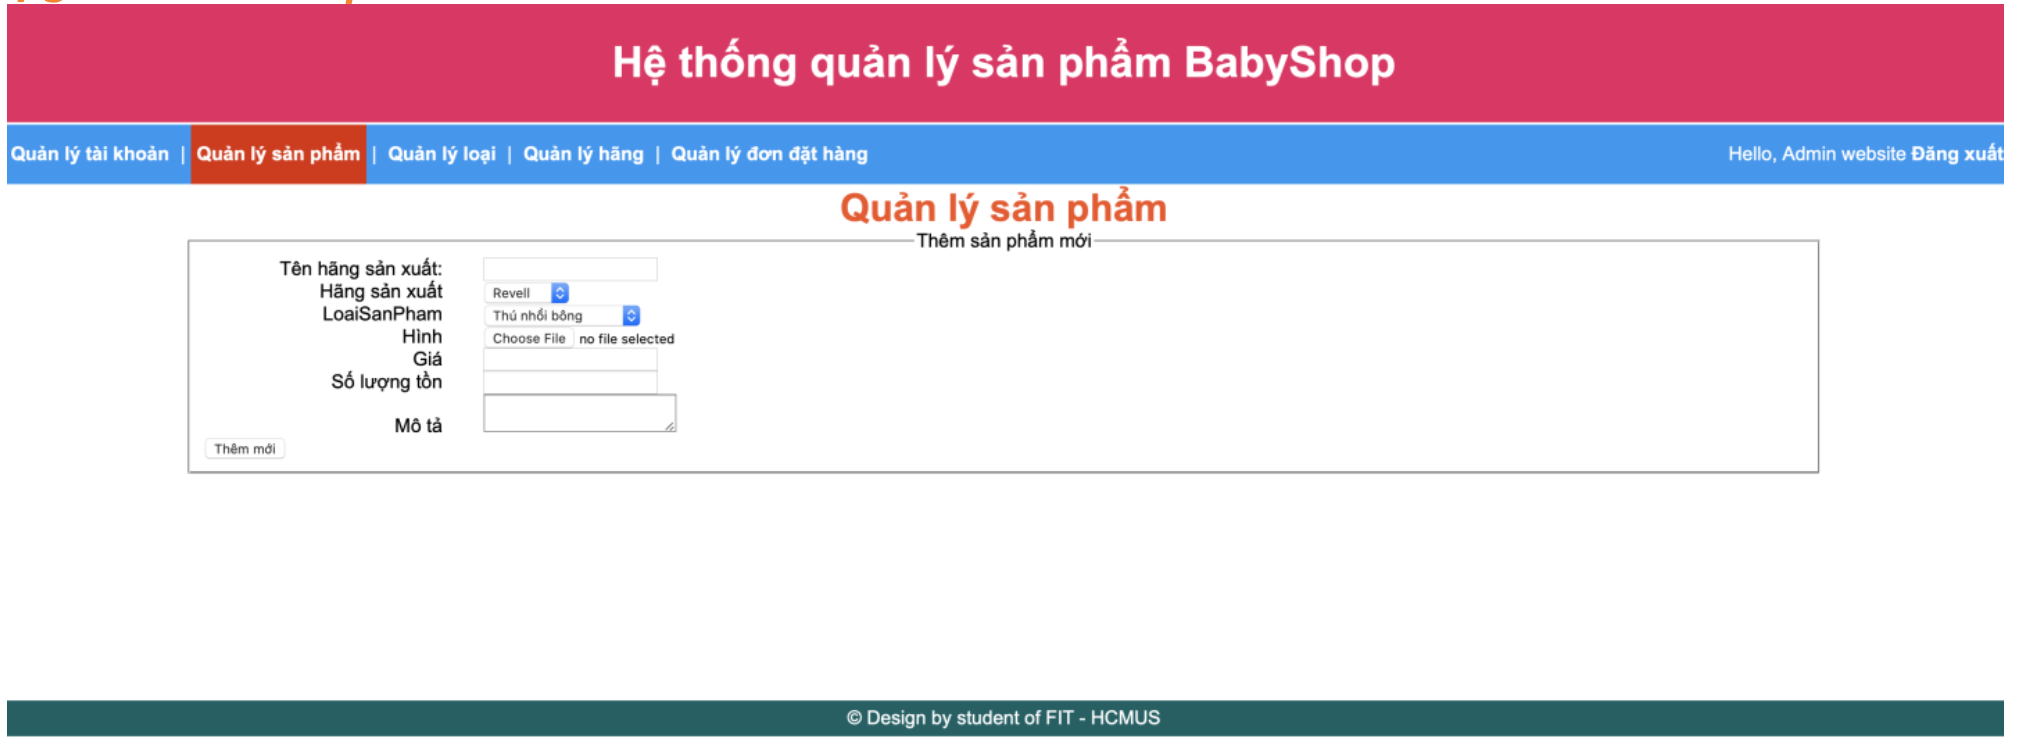 Hệ thống quản lý sản phẩm BabyShop
Quản lý tài khoản | Quản lý sản phẩm | Quản lý loại | Quản lý hãng | Quản lý đơn đặt hàng
Hello, Admin website Đăng xuất
Quản lý sản phẩm
Thêm sản phẩm mới
Tên hãng sản xuất:
Hãng sản xuất Revell
LoaiSanPham Thú nhồi bông
Hình Choose File no file selected
Giá
Số lượng tồn
Mô tả
Thêm mới
© Design by student of FIT - HCMUS